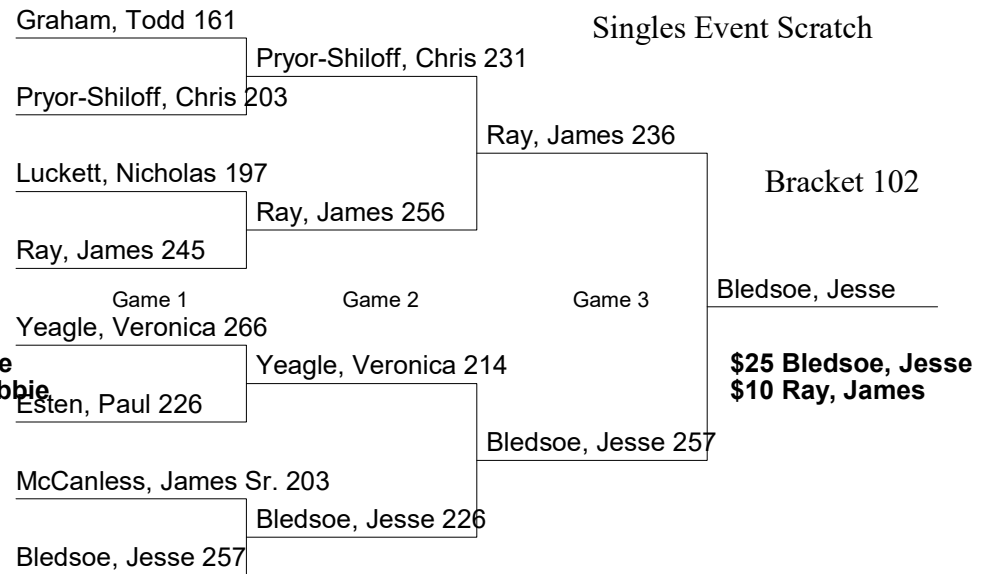 Graham, Todd 161
Singles Event Scratch
Pryor-Shiloff, Chris 231
Pryor-Shiloff, Chris 203
Ray, James 236
Luckett, Nicholas 197
Bracket 102
Ray, James 256
Ray, James 245
Game 1
Game 2
Game 3
Bledsoe, Jesse
Yeagle, Veronica 266
Yeagle, Veronica 214
$25 Bledsoe, Jesse
$10 Ray, James
Esten, Paul 226
Bledsoe, Jesse 257
McCanless, James Sr. 203
Bledsoe, Jesse 226
Bledsoe, Jesse 257